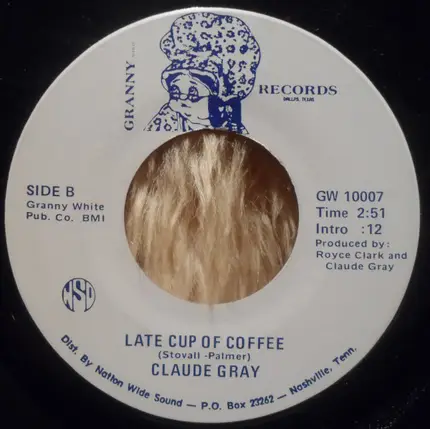 GRANNY
RECORDS
DALLAS, TEXAS
SIDE B
Granny White
Pub. Co. BMI
GW 10007
Time 2:51
Intro :12
Produced by:
Royce Clark and
Claude Gray
NSD
LATE CUP OF COFFEE
(Stovall -Palmer)
CLAUDE GRAY
Dist. By Nation Wide Sound — P.O. Box 23262 — Nashville, Tenn.